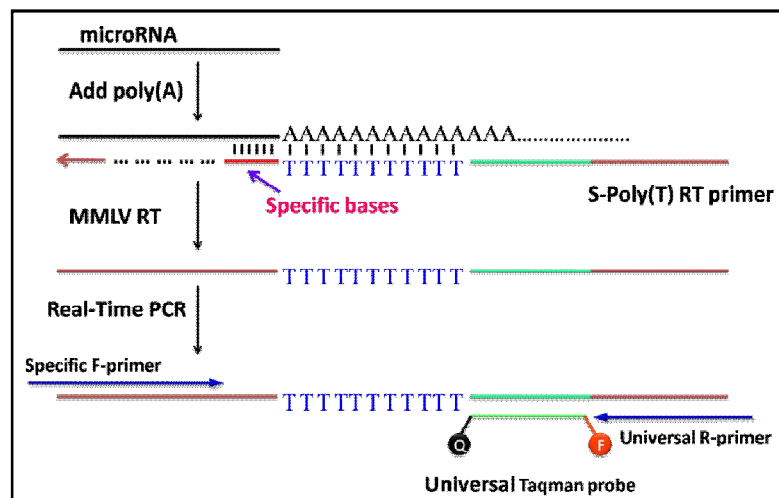 microRNA
Add poly(A)
AAAAAAAAAAAAA....................
TTTTTTTTTTT
Specific bases
S-Poly(T) RT primer
MMLV RT
TTTTTTTTTTT
Real-Time PCR
Specific F-primer
TTTTTTTTTTT
Q
F
Universal R-primer
Universal Taqman probe